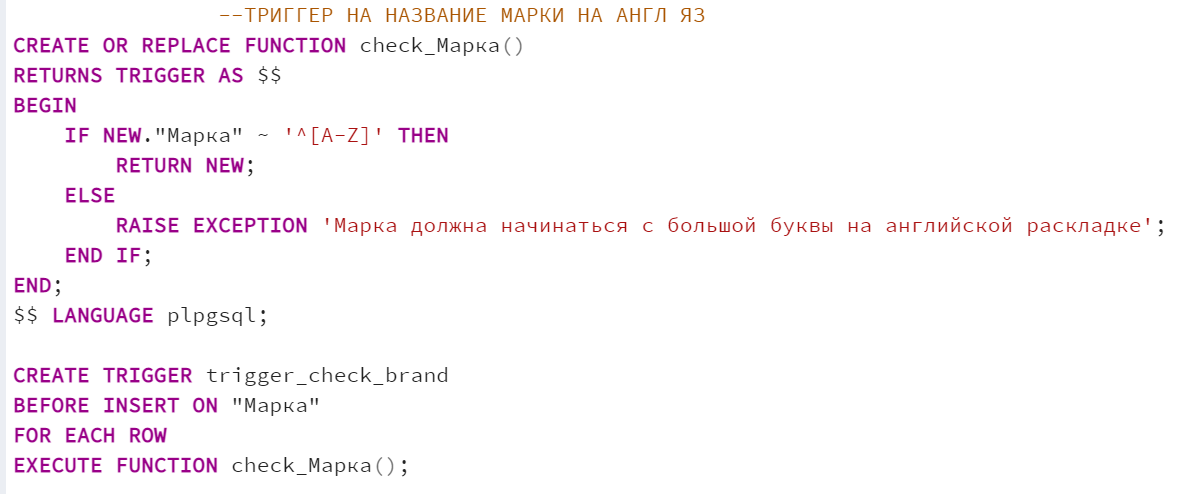 --ТРИГГЕР НА НАЗВАНИЕ МАРКИ НА АНГЛ ЯЗ
CREATE OR REPLACE FUNCTION check_Марка()
RETURNS TRIGGER AS $$
BEGIN
    IF NEW."Марка" ~ '^[A-Z]' THEN
        RETURN NEW;
    ELSE
        RAISE EXCEPTION 'Марка должна начинаться с большой буквы на английской раскладке';
    END IF;
END;
$$ LANGUAGE plpgsql;

CREATE TRIGGER trigger_check_brand
BEFORE INSERT ON "Марка"
FOR EACH ROW
EXECUTE FUNCTION check_Марка();